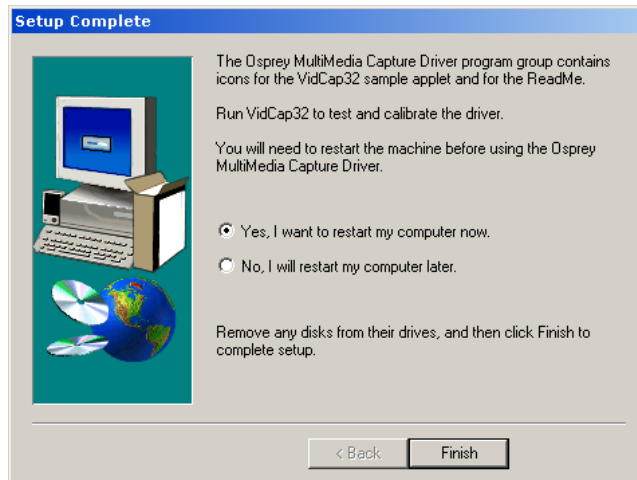 Setup Complete
The Osprey MultiMedia Capture Driver program group contains
icons for the VidCap32 sample applet and for the ReadMe.
Run VidCap32 to test and calibrate the driver.
You will need to restart the machine before using the Osprey
MultiMedia Capture Driver.
Yes, I want to restart my computer now.
No, I will restart my computer later.
Remove any disks from their drives, and then click Finish to
complete setup.
< Back
Finish